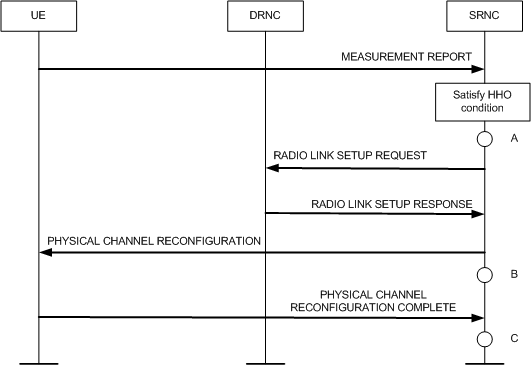 UE
DRNC
SRNC
MEASUREMENT REPORT
Satisfy HHO
condition
A
RADIO LINK SETUP REQUEST
RADIO LINK SETUP RESPONSE
PHYSICAL CHANNEL RECONFIGURATION
B
PHYSICAL CHANNEL
RECONFIGURATION COMPLETE
C